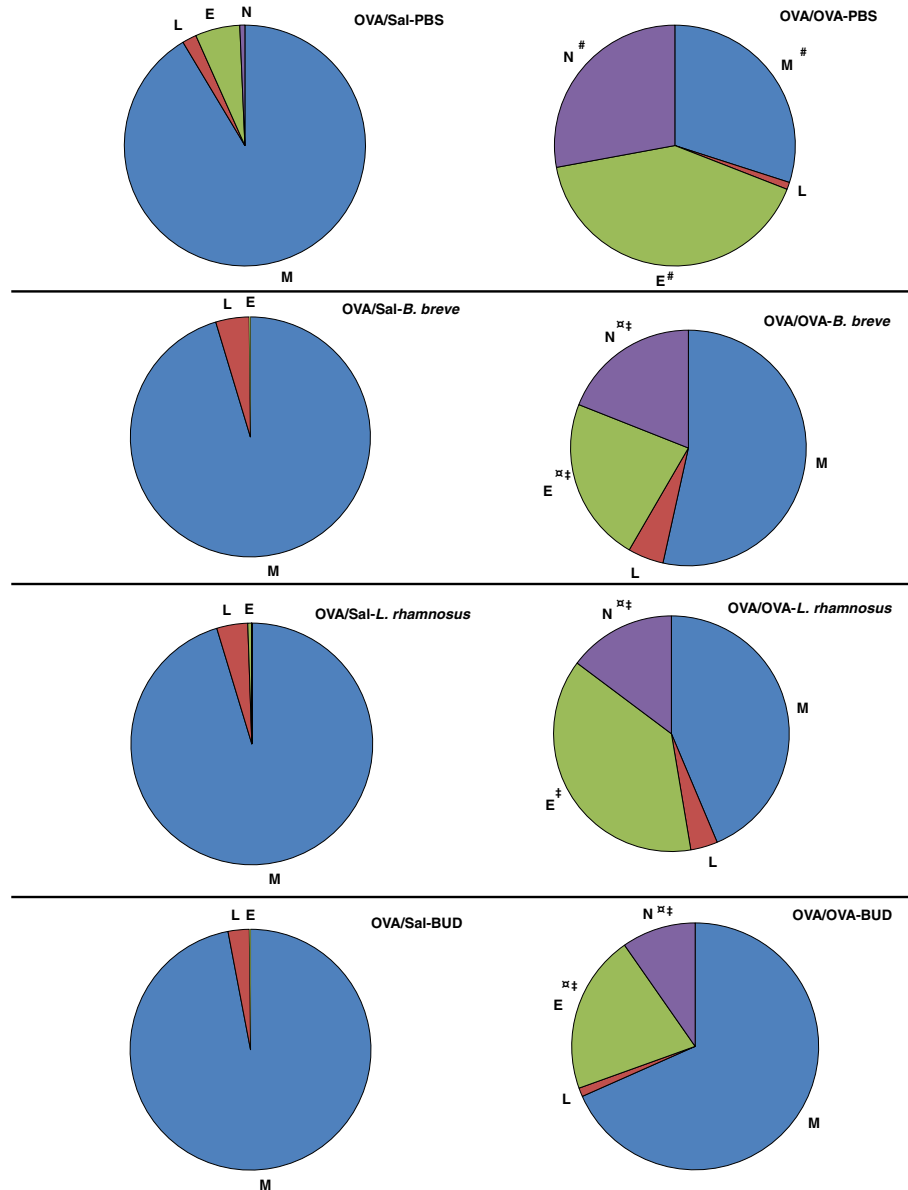 OVA/Sal-PBS
L E N
M
OVA/OVA-PBS
N #
M #
L
E #
OVA/Sal-B. breve
L E
M
OVA/OVA-B. breve
N ¤‡
M
E ¤‡
L
OVA/Sal-L. rhamnosus
L E
M
OVA/OVA-L. rhamnosus
N ¤‡
M
E ‡
L
OVA/Sal-BUD
L E
M
OVA/OVA-BUD
N ¤‡
E ¤‡
L
M